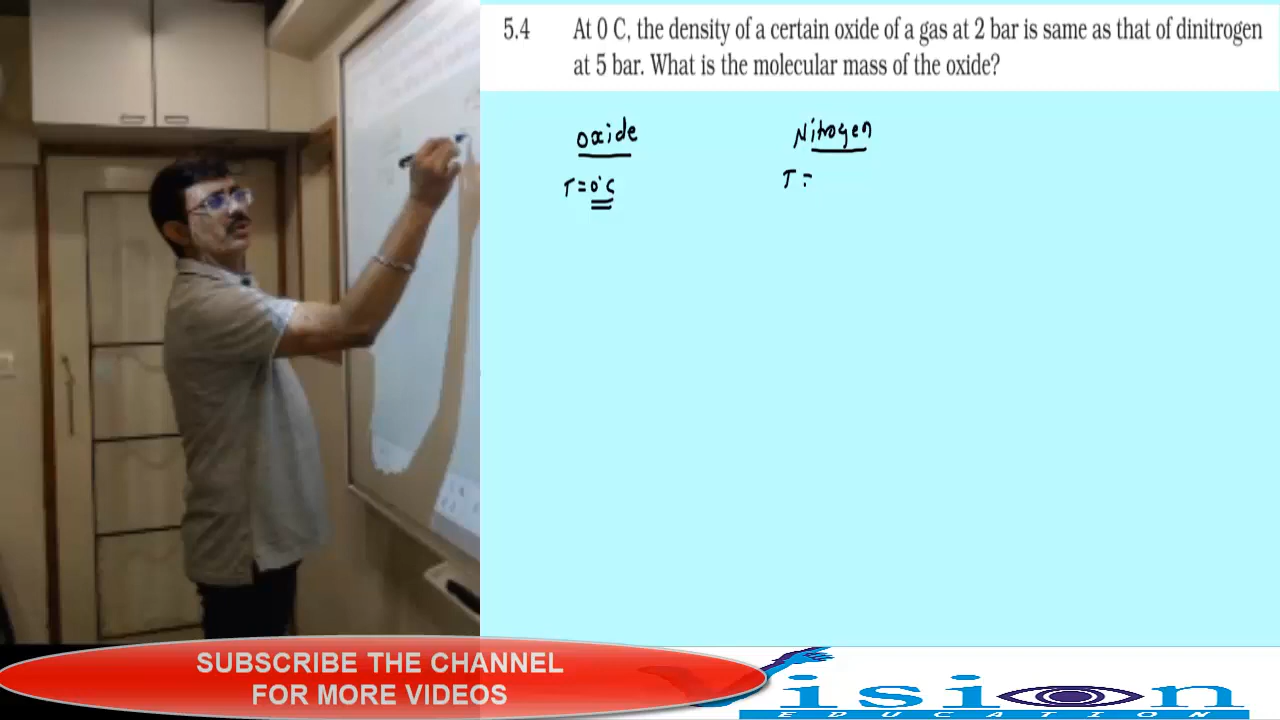 5.4 At 0 C, the density of a certain oxide of a gas at 2 bar is same as that of dinitrogen
at 5 bar. What is the molecular mass of the oxide?
Oxide Nitrogen
T = 0°C T =
SUBSCRIBE THE CHANNEL
FOR MORE VIDEOS
Vision
EDUCATION